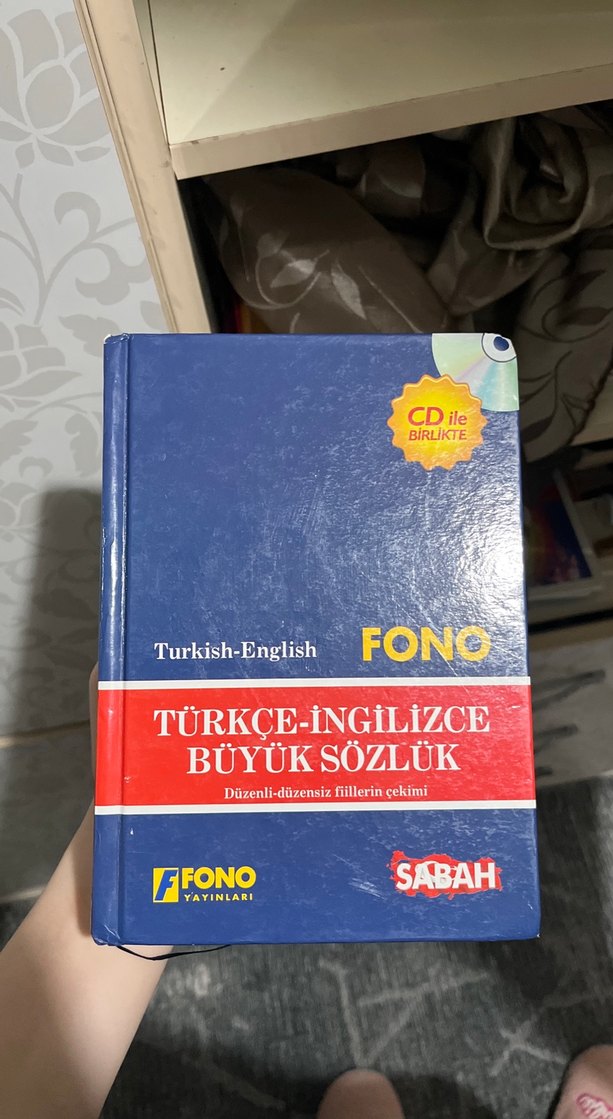 CD ile
BİRLİKTE
Turkish-English FONO
TÜRKÇE-İNGİLİZCE
BÜYÜK SÖZLÜK
Düzenli-düzensiz fiillerin çekimi
FONO
YAYINLARI
SABAH